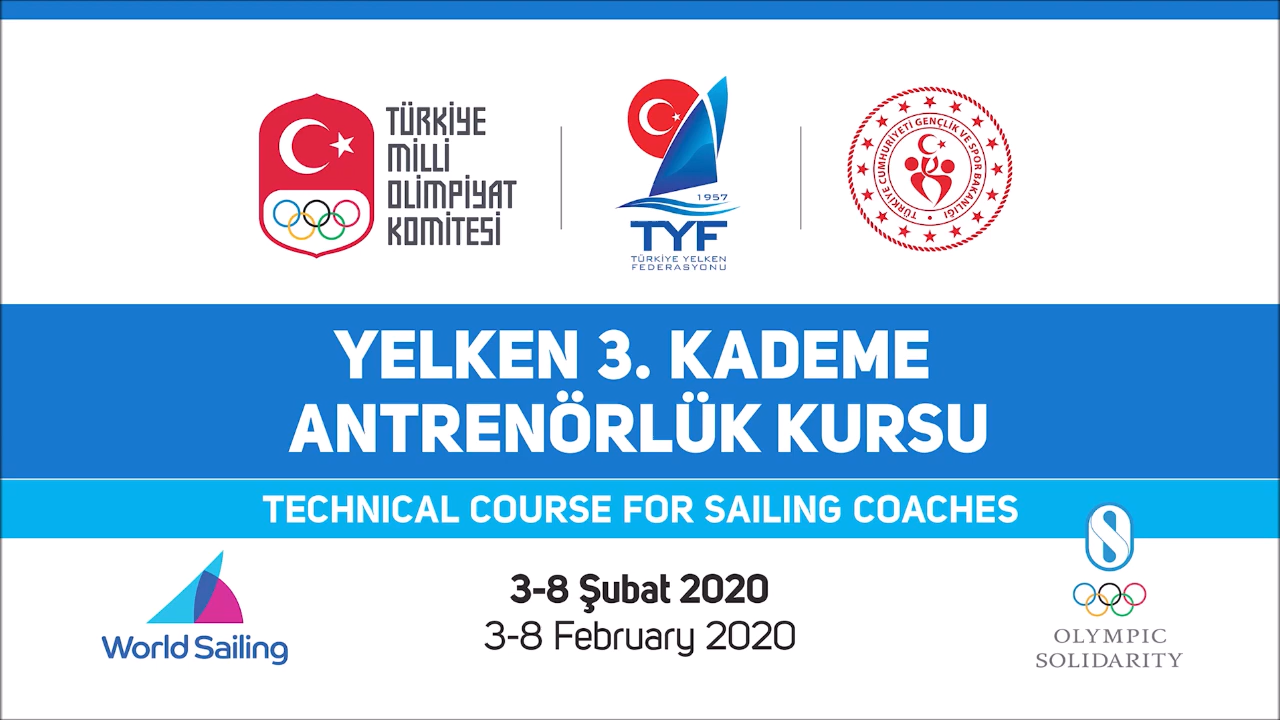 TÜRKİYE
MİLLİ
OLİMPİYAT
KOMİTESİ
1957
TYF
TÜRKİYE YELKEN
FEDERASYONU
TÜRKİYE CUMHURİYETİ GENÇLİK VE SPOR BAKANLIĞI
YELKEN 3. KADEME
ANTRENÖRLÜK KURSU
TECHNICAL COURSE FOR SAILING COACHES
3-8 Şubat 2020
3-8 February 2020
World Sailing
OLYMPIC
SOLIDARITY